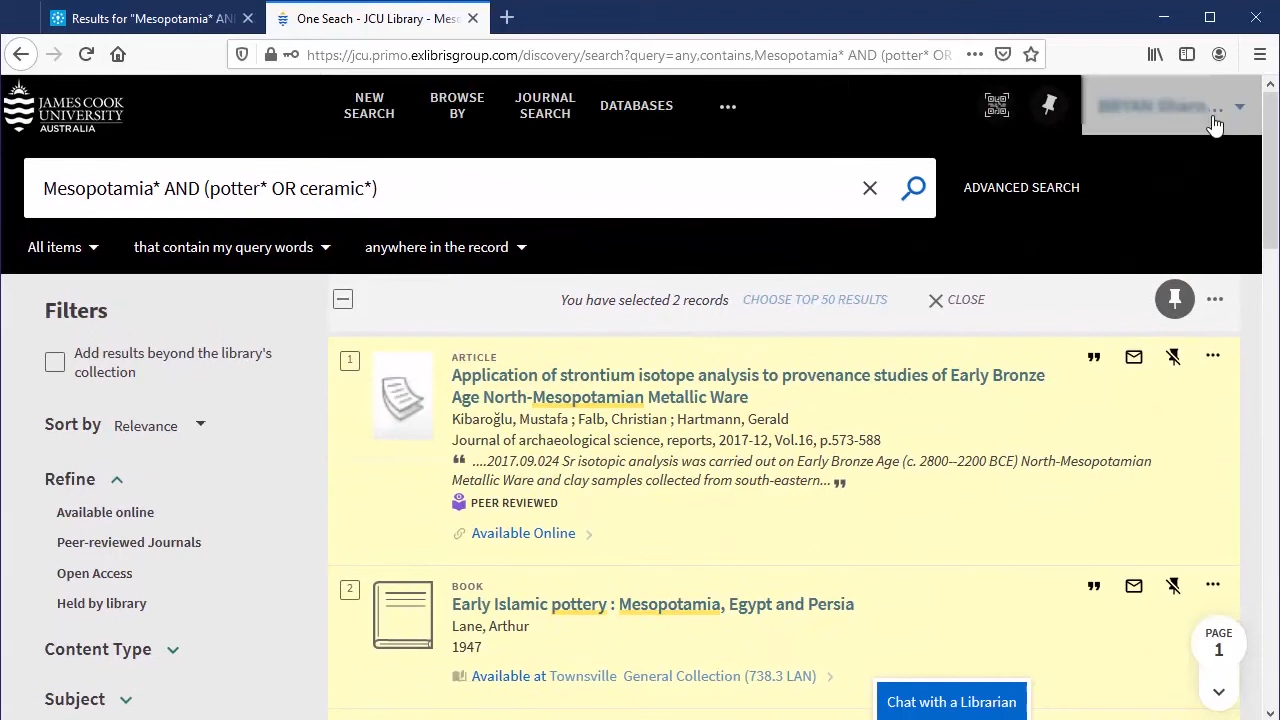 Results for "Mesopotamia* ANI
One Seach - JCU Library - Meso
https://jcu.primo.exlibrisgroup.com/discovery/search?query=any,contains,Mesopotamia* AND (potter* OR
JAMES COOK
UNIVERSITY
AUSTRALIA
NEW
SEARCH
BROWSE
BY
JOURNAL
SEARCH
DATABASES
Mesopotamia* AND (potter* OR ceramic*)
ADVANCED SEARCH
All items
that contain my query words
anywhere in the record
Filters
Add results beyond the library's
collection
Sort by Relevance
Refine
Available online
Peer-reviewed Journals
Open Access
Held by library
Content Type
Subject
You have selected 2 records CHOOSE TOP 50 RESULTS CLOSE
1
ARTICLE
Application of strontium isotope analysis to provenance studies of Early Bronze
Age North-Mesopotamian Metallic Ware
Kibaroğlu, Mustafa ; Falb, Christian ; Hartmann, Gerald
Journal of archaeological science, reports, 2017-12, Vol.16, p.573-588
....2017.09.024 Sr isotopic analysis was carried out on Early Bronze Age (c. 2800--2200 BCE) North-Mesopotamian
Metallic Ware and clay samples collected from south-eastern...
PEER REVIEWED
Available Online
2
BOOK
Early Islamic pottery : Mesopotamia, Egypt and Persia
Lane, Arthur
1947
Available at Townsville General Collection (738.3 LAN)
PAGE
1
Chat with a Librarian